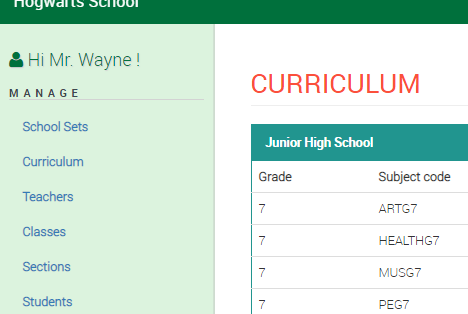 Hogwarts School
Hi Mr. Wayne !
MANAGE
School Sets
Curriculum
Teachers
Classes
Sections
Students
CURRICULUM
Junior High School
Grade Subject code
7 ARTG7
7 HEALTHG7
7 MUSG7
7 PEG7